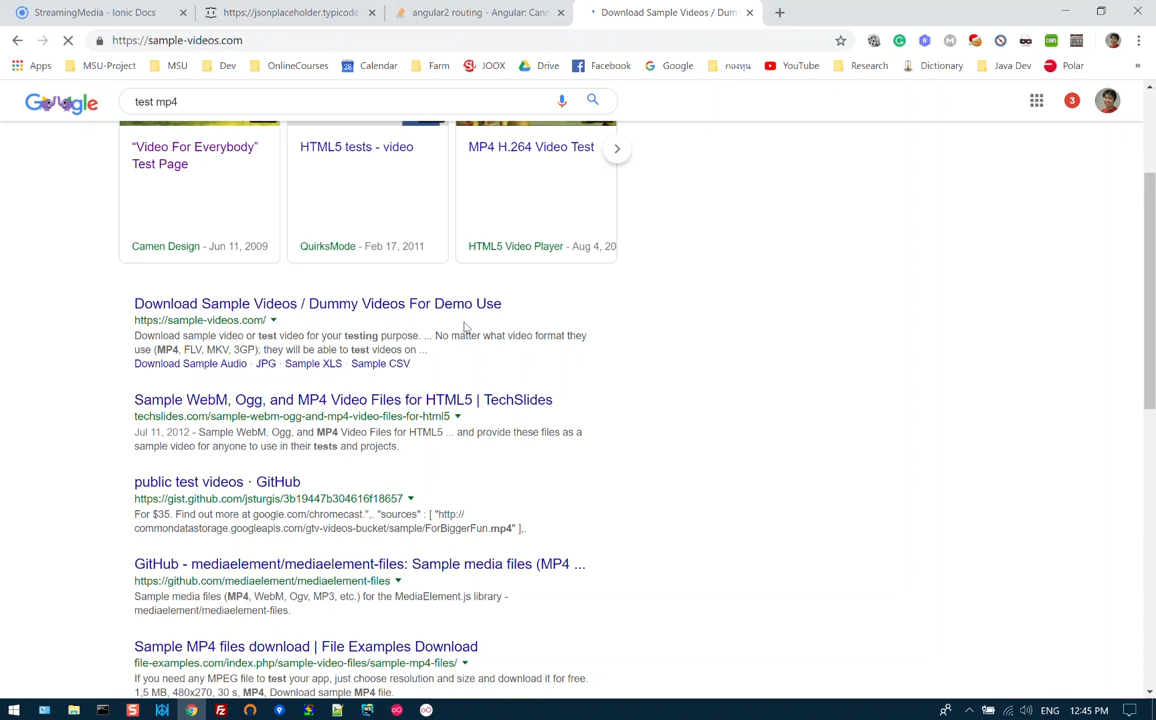 StreamingMedia - Ionic Docs
https://jsonplaceholder.typicode.
angular2 routing - Angular: Cann
Download Sample Videos / Dum
https://sample-videos.com
Apps
MSU-Project
MSU
Dev
OnlineCourses
28
Calendar
Farm
JOOX
Drive
Facebook
Google
กองทุน
YouTube
Research
Dictionary
Java Dev
Polar
»
Google
test mp4
3
"Video For Everybody"
Test Page
Camen Design - Jun 11, 2009
HTML5 tests - video
QuirksMode - Feb 17, 2011
MP4 H.264 Video Test
HTML5 Video Player - Aug 4, 20
Download Sample Videos / Dummy Videos For Demo Use
https://sample-videos.com/
Download sample video or test video for your testing purpose. ... No matter what video format they
use (MP4, FLV, MKV, 3GP); they will be able to test videos on ...
Download Sample Audio · JPG · Sample XLS · Sample CSV
Sample WebM, Ogg, and MP4 Video Files for HTML5 | TechSlides
techslides.com/sample-webm-ogg-and-mp4-video-files-for-html5
Jul 11, 2012 - Sample WebM, Ogg, and MP4 Video Files for HTML5 ... and provide these files as a
sample video for anyone to use in their tests and projects.
public test videos · GitHub
https://gist.github.com/jsturgis/3b19447b304616f18657
For $35. Find out more at google.com/chromecast.",. "sources" : [ "http://
commondatastorage.googleapis.com/gtv-videos-bucket/sample/ForBiggerFun.mp4" ],.
GitHub - mediaelement/mediaelement-files: Sample media files (MP4 ...
https://github.com/mediaelement/mediaelement-files
Sample media files (MP4, WebM, Ogv, MP3, etc.) for the MediaElement.js library -
mediaelement/mediaelement-files.
Sample MP4 files download | File Examples Download
file-examples.com/index.php/sample-video-files/sample-mp4-files/
If you need any MPEG file to test your app, just choose resolution and size and download it for free.
1,5 MB, 480x270, 30 s, MP4, Download sample MP4 file.
ENG
12:45 PM